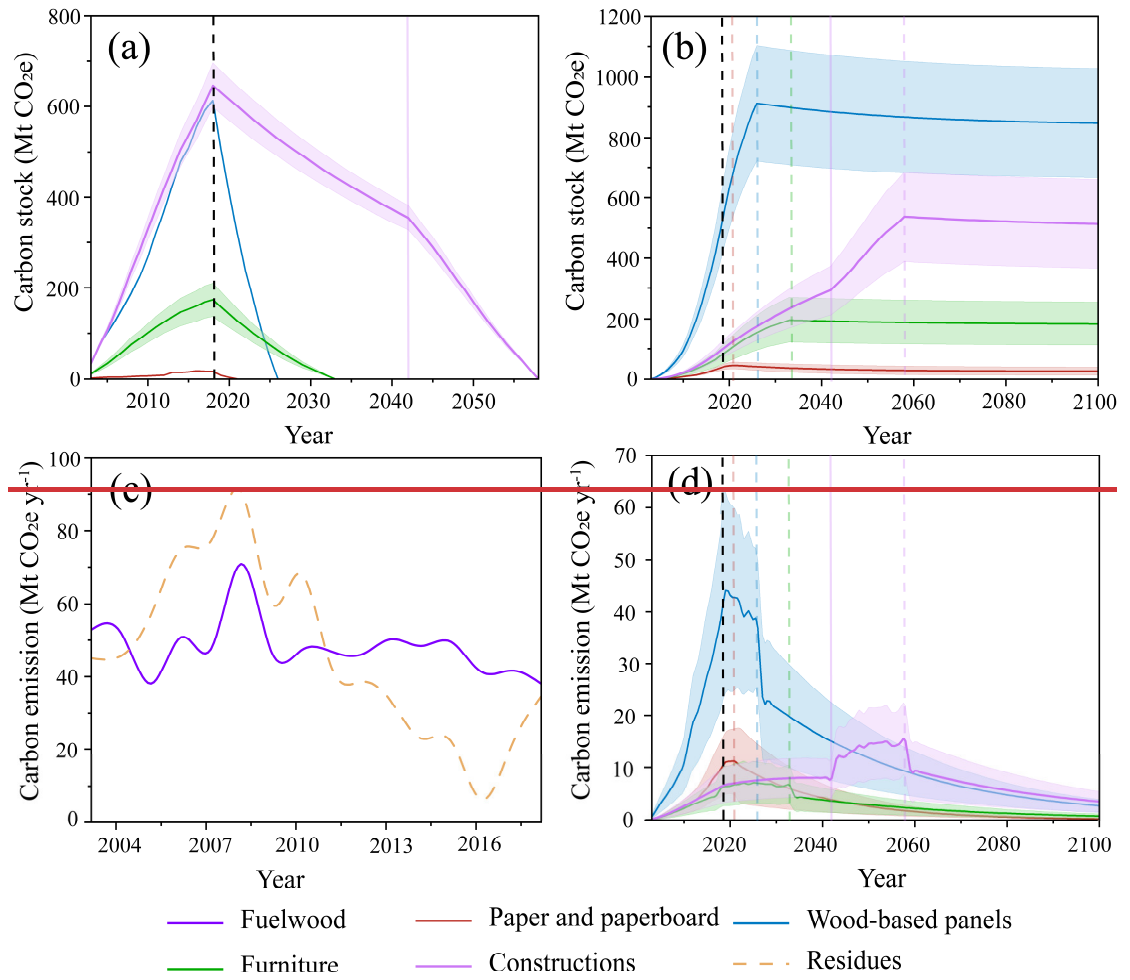 (a)
Carbon stock (Mt CO₂e)
800
600
400
200
0
2010 2020 2030 2040 2050
Year
(b)
Carbon stock (Mt CO₂e)
1200
1000
800
600
400
200
0
2020 2040 2060 2080 2100
Year
(c)
Carbon emission (Mt CO₂e yr⁻¹)
100
80
60
40
20
0
2004 2007 2010 2013 2016
Year
(d)
Carbon emission (Mt CO₂e yr⁻¹)
70
60
50
40
30
20
10
0
2020 2040 2060 2080 2100
Year
Fuelwood Paper and paperboard Wood-based panels
Furniture Constructions Residues